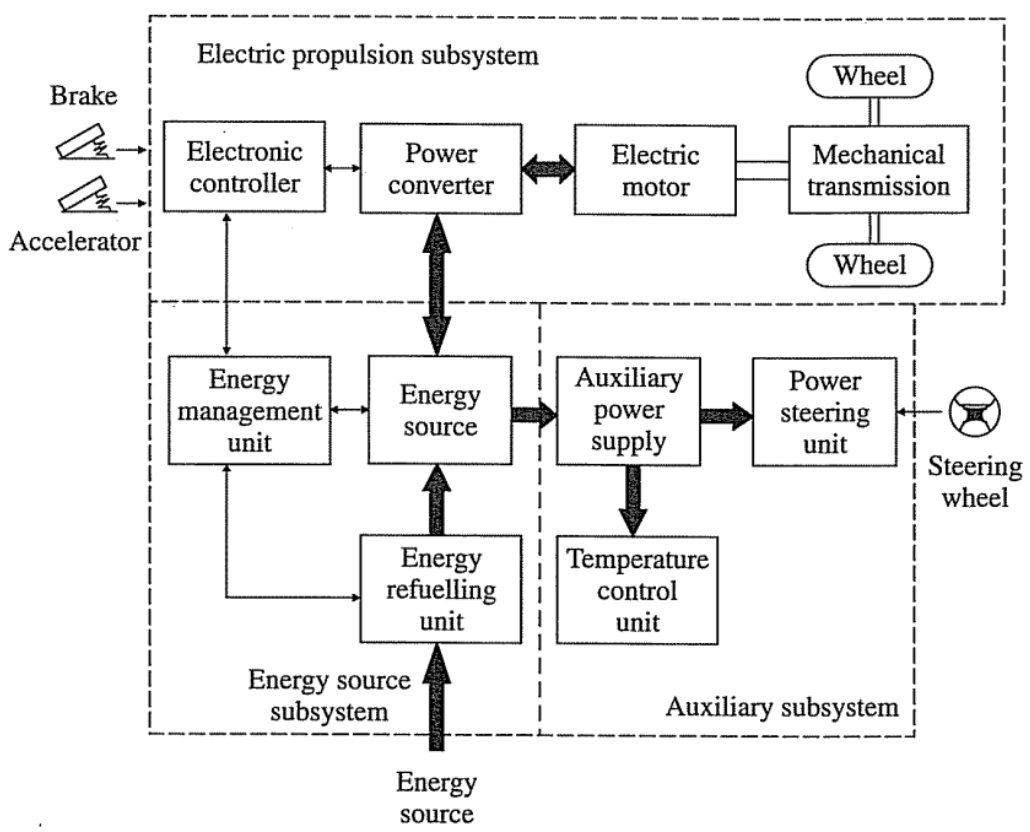 Electric propulsion subsystem
Wheel
Brake
Electronic
controller
Power
converter
Electric
motor
Mechanical
transmission
Accelerator
Wheel
Energy
management
unit
Energy
source
Auxiliary
power
supply
Power
steering
unit
Steering
wheel
Energy
refuelling
unit
Temperature
control
unit
Energy source
subsystem
Auxiliary subsystem
Energy
source